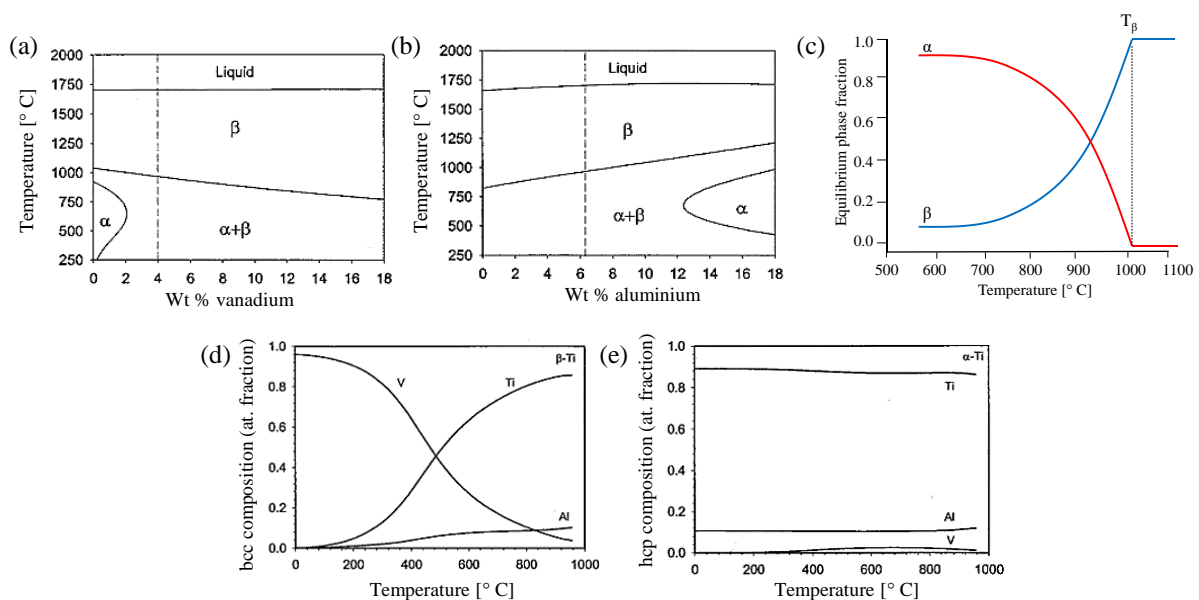 (a)
2000
1750
1500
1250
1000
750
500
250
Temperature [° C]
Liquid
β
α
α+β
0 2 4 6 8 10 12 14 16 18
Wt % vanadium
(b)
2000
1750
1500
1250
1000
750
500
250
Temperature [° C]
Liquid
β
α+β
α
0 2 4 6 8 10 12 14 16 18
Wt % aluminium
(c)
Tβ
1.0
0.8
0.6
0.4
0.2
0.0
Equilibrium phase fraction
α
β
500 600 700 800 900 1000 1100
Temperature [° C]
(d)
1.0
0.8
0.6
0.4
0.2
0.0
bcc composition (at. fraction)
β-Ti
V
Ti
Al
0 200 400 600 800 1000
Temperature [° C]
(e)
1.0
0.8
0.6
0.4
0.2
0.0
hcp composition (at. fraction)
α-Ti
Ti
Al
V
0 200 400 600 800 1000
Temperature [° C]